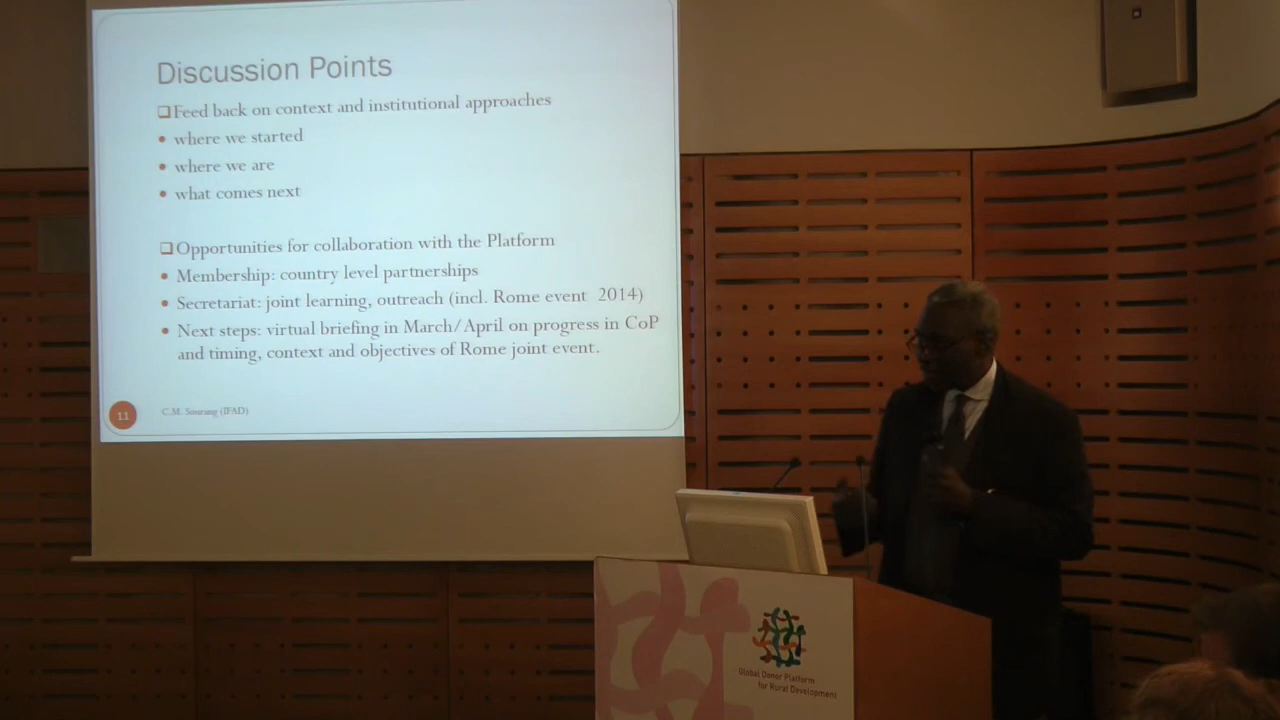 Discussion Points
❑Feed back on context and institutional approaches
• where we started
• where we are
• what comes next
❑Opportunities for collaboration with the Platform
• Membership: country level partnerships
• Secretariat: joint learning, outreach (incl. Rome event 2014)
• Next steps: virtual briefing in March/April on progress in CoP
and timing, context and objectives of Rome joint event.
11
C.M. Sourang (IFAD)
Global Donor Platform
for Rural Development